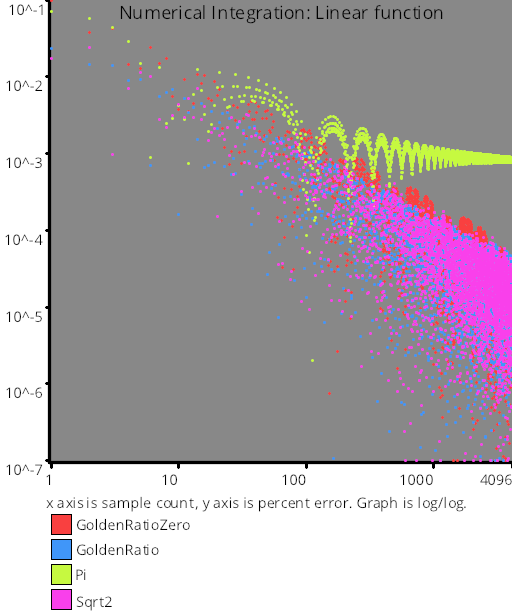 Numerical Integration: Linear function
10^-1
10^-2
10^-3
10^-4
10^-5
10^-6
10^-7
1 10 100 1000 4096
x axis is sample count, y axis is percent error. Graph is log/log.
GoldenRatioZero
GoldenRatio
Pi
Sqrt2